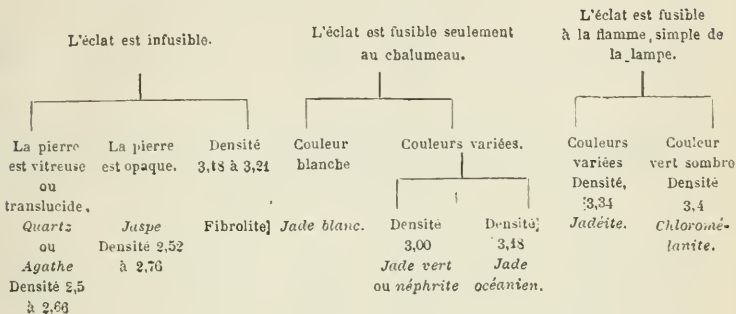 L'éclat est infusible.
L'éclat est fusible seulement
au chalumeau.
L'éclat est fusible
à la flamme, simple de
la lampe.
La pierre
est vitreuse
ou
translucide,
Quartz
ou
Agathe
Densité 2,5
à 2,66
La pierre
est opaque.
Jaspe
Densité 2,52
à 2,76
Densité
3,18 à 3,21
Fibrolite]
Couleur
blanche
Jade blanc.
Couleurs variées.
Densité
3,00
Jade vert
ou néphrite
Densité;
3,18
Jade
océanien.
Couleurs
variées
Densité,
3,34
Jadéite.
Couleur
vert sombre
Densité
3,4
Chloromé-
lanite.